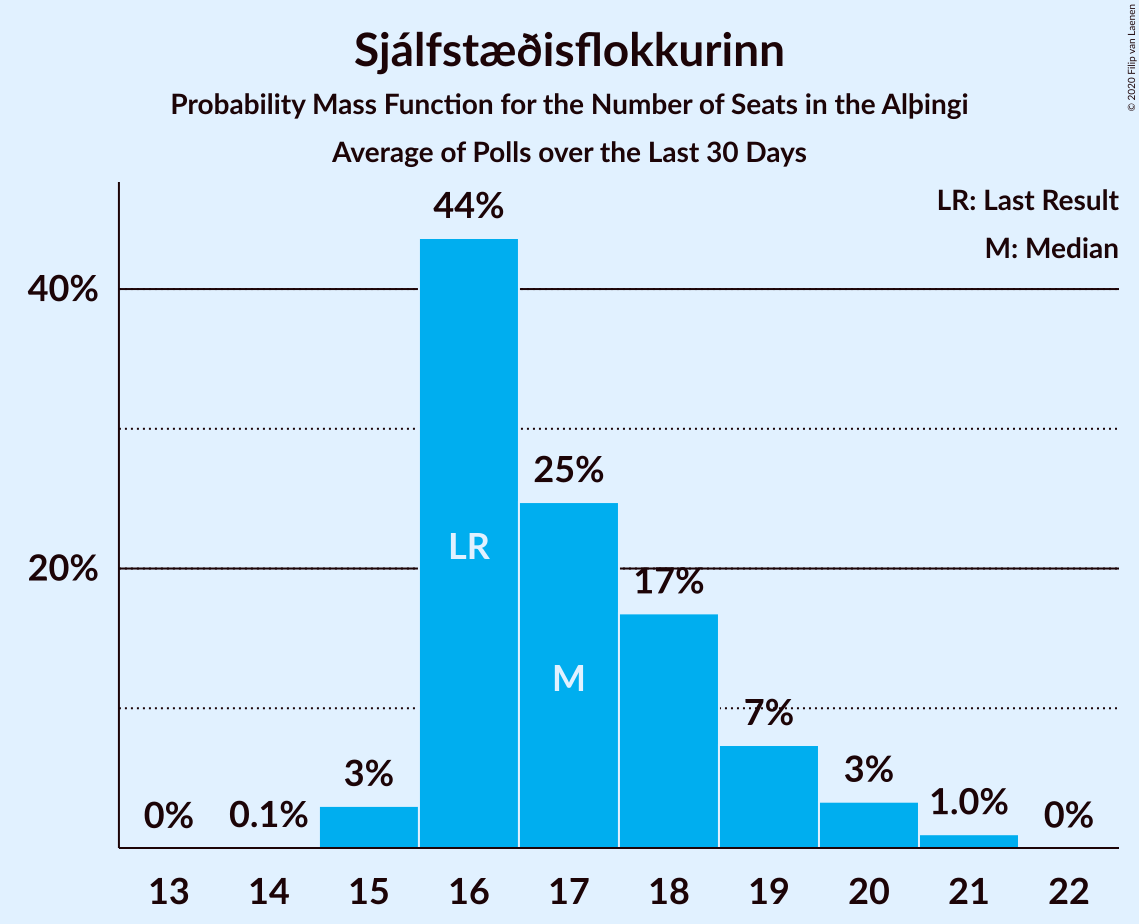 Sjálfstæðisflokkurinn
Probability Mass Function for the Number of Seats in the Alþingi
Average of Polls over the Last 30 Days
© 2020 Filip van Laenen
LR: Last Result
M: Median
44%
40%
25%
LR
20%
17%
M
7%
3%
3%
0%
0.1%
1.0%
0%
13 14 15 16 17 18 19 20 21 22